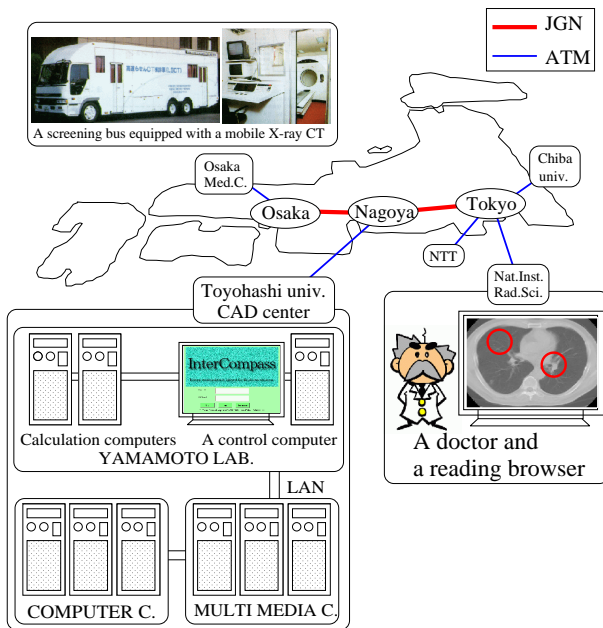 JGN
ATM
A screening bus equipped with a mobile X-ray CT
Osaka
Med.C.
Chiba
univ.
Osaka
Nagoya
Tokyo
NTT
Nat.Inst.
Rad.Sci.
Toyohashi univ.
CAD center
InterCompass
Calculation computers
A control computer
YAMAMOTO LAB.
A doctor and
a reading browser
LAN
COMPUTER C.
MULTI MEDIA C.